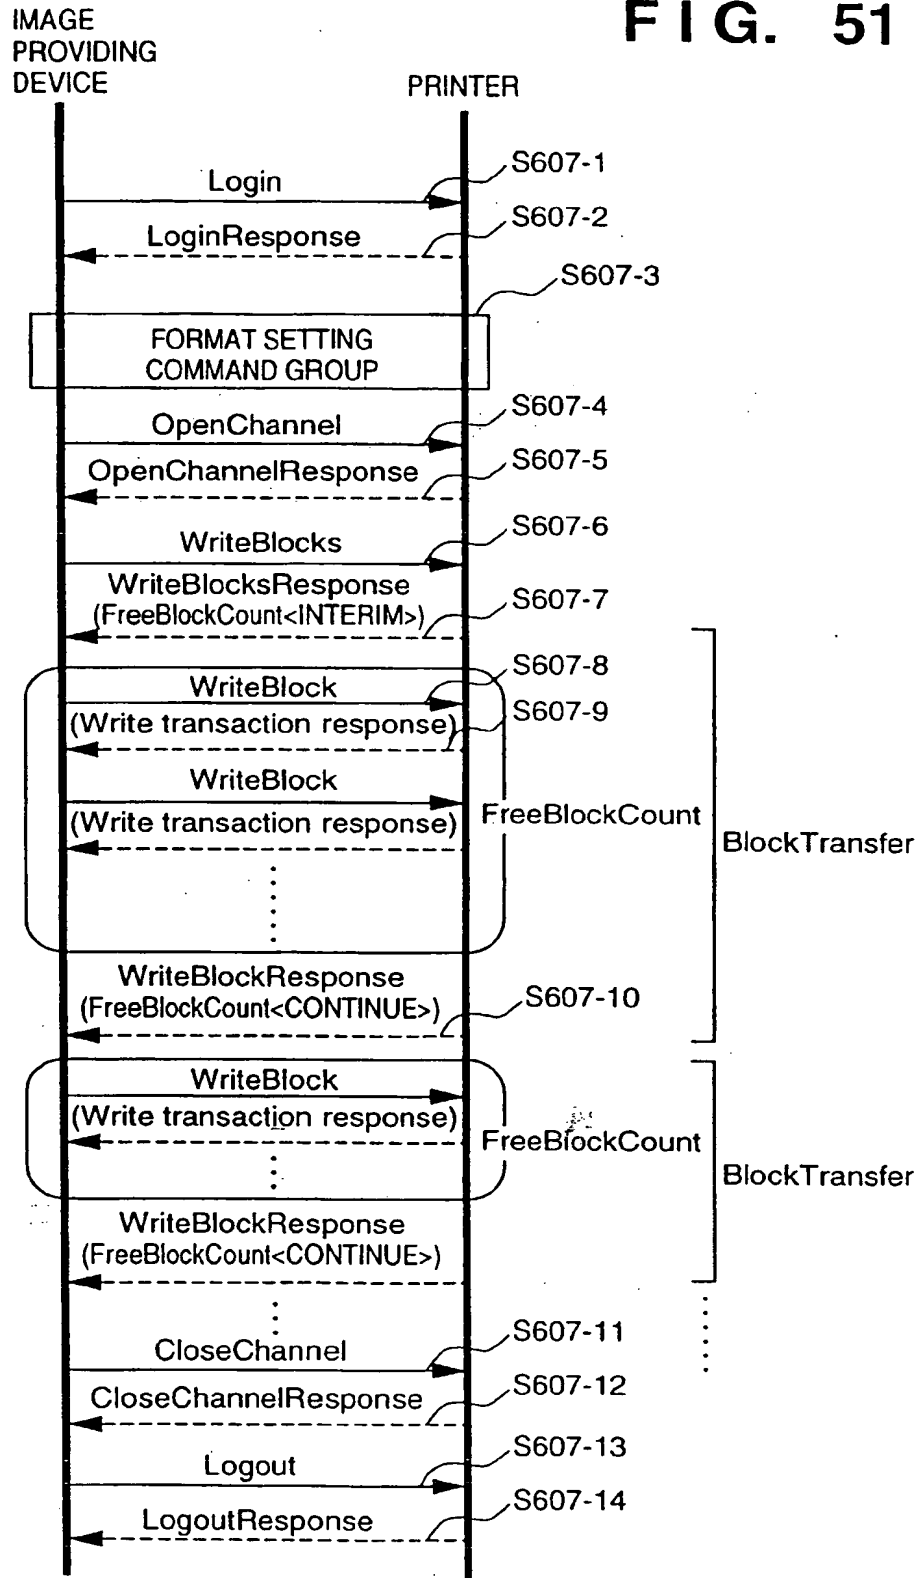 FIG. 51
IMAGE
PROVIDING
DEVICE
PRINTER
S607-1
Login
S607-2
LoginResponse
S607-3
FORMAT SETTING
COMMAND GROUP
S607-4
OpenChannel
S607-5
OpenChannelResponse
S607-6
WriteBlocks
WriteBlocksResponse
(FreeBlockCount<INTERIM>)
S607-7
S607-8
WriteBlock
S607-9
(Write transaction response)
WriteBlock
(Write transaction response)
FreeBlockCount
BlockTransfer
WriteBlockResponse
(FreeBlockCount<CONTINUE>)
S607-10
WriteBlock
(Write transaction response)
FreeBlockCount
BlockTransfer
WriteBlockResponse
(FreeBlockCount<CONTINUE>)
S607-11
CloseChannel
S607-12
CloseChannelResponse
S607-13
Logout
S607-14
LogoutResponse